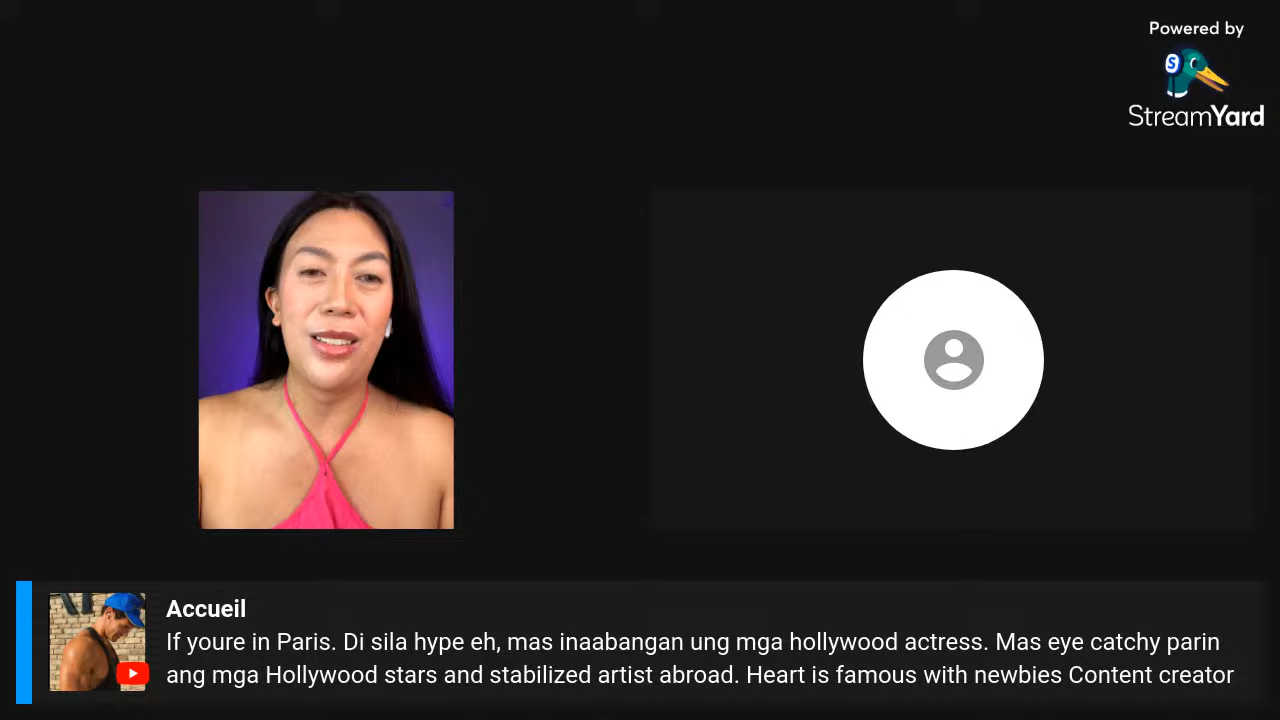 Powered by
StreamYard
Accueil
If youre in Paris. Di sila hype eh, mas inaabangan ung mga hollywood actress. Mas eye catchy parin
ang mga Hollywood stars and stabilized artist abroad. Heart is famous with newbies Content creator